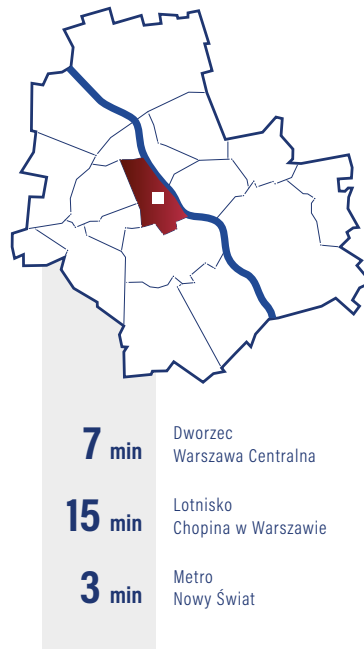 7 min
Dworzec
Warszawa Centralna
15 min
Lotnisko
Chopina w Warszawie
3 min
Metro
Nowy Świat